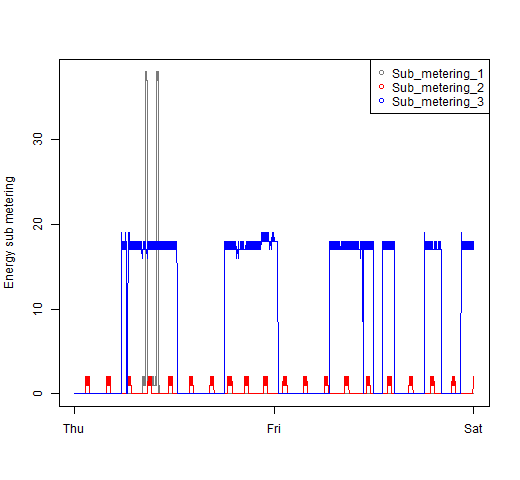 Sub_metering_1
Sub_metering_2
Sub_metering_3
Energy sub metering
30
20
10
0
Thu
Fri
Sat